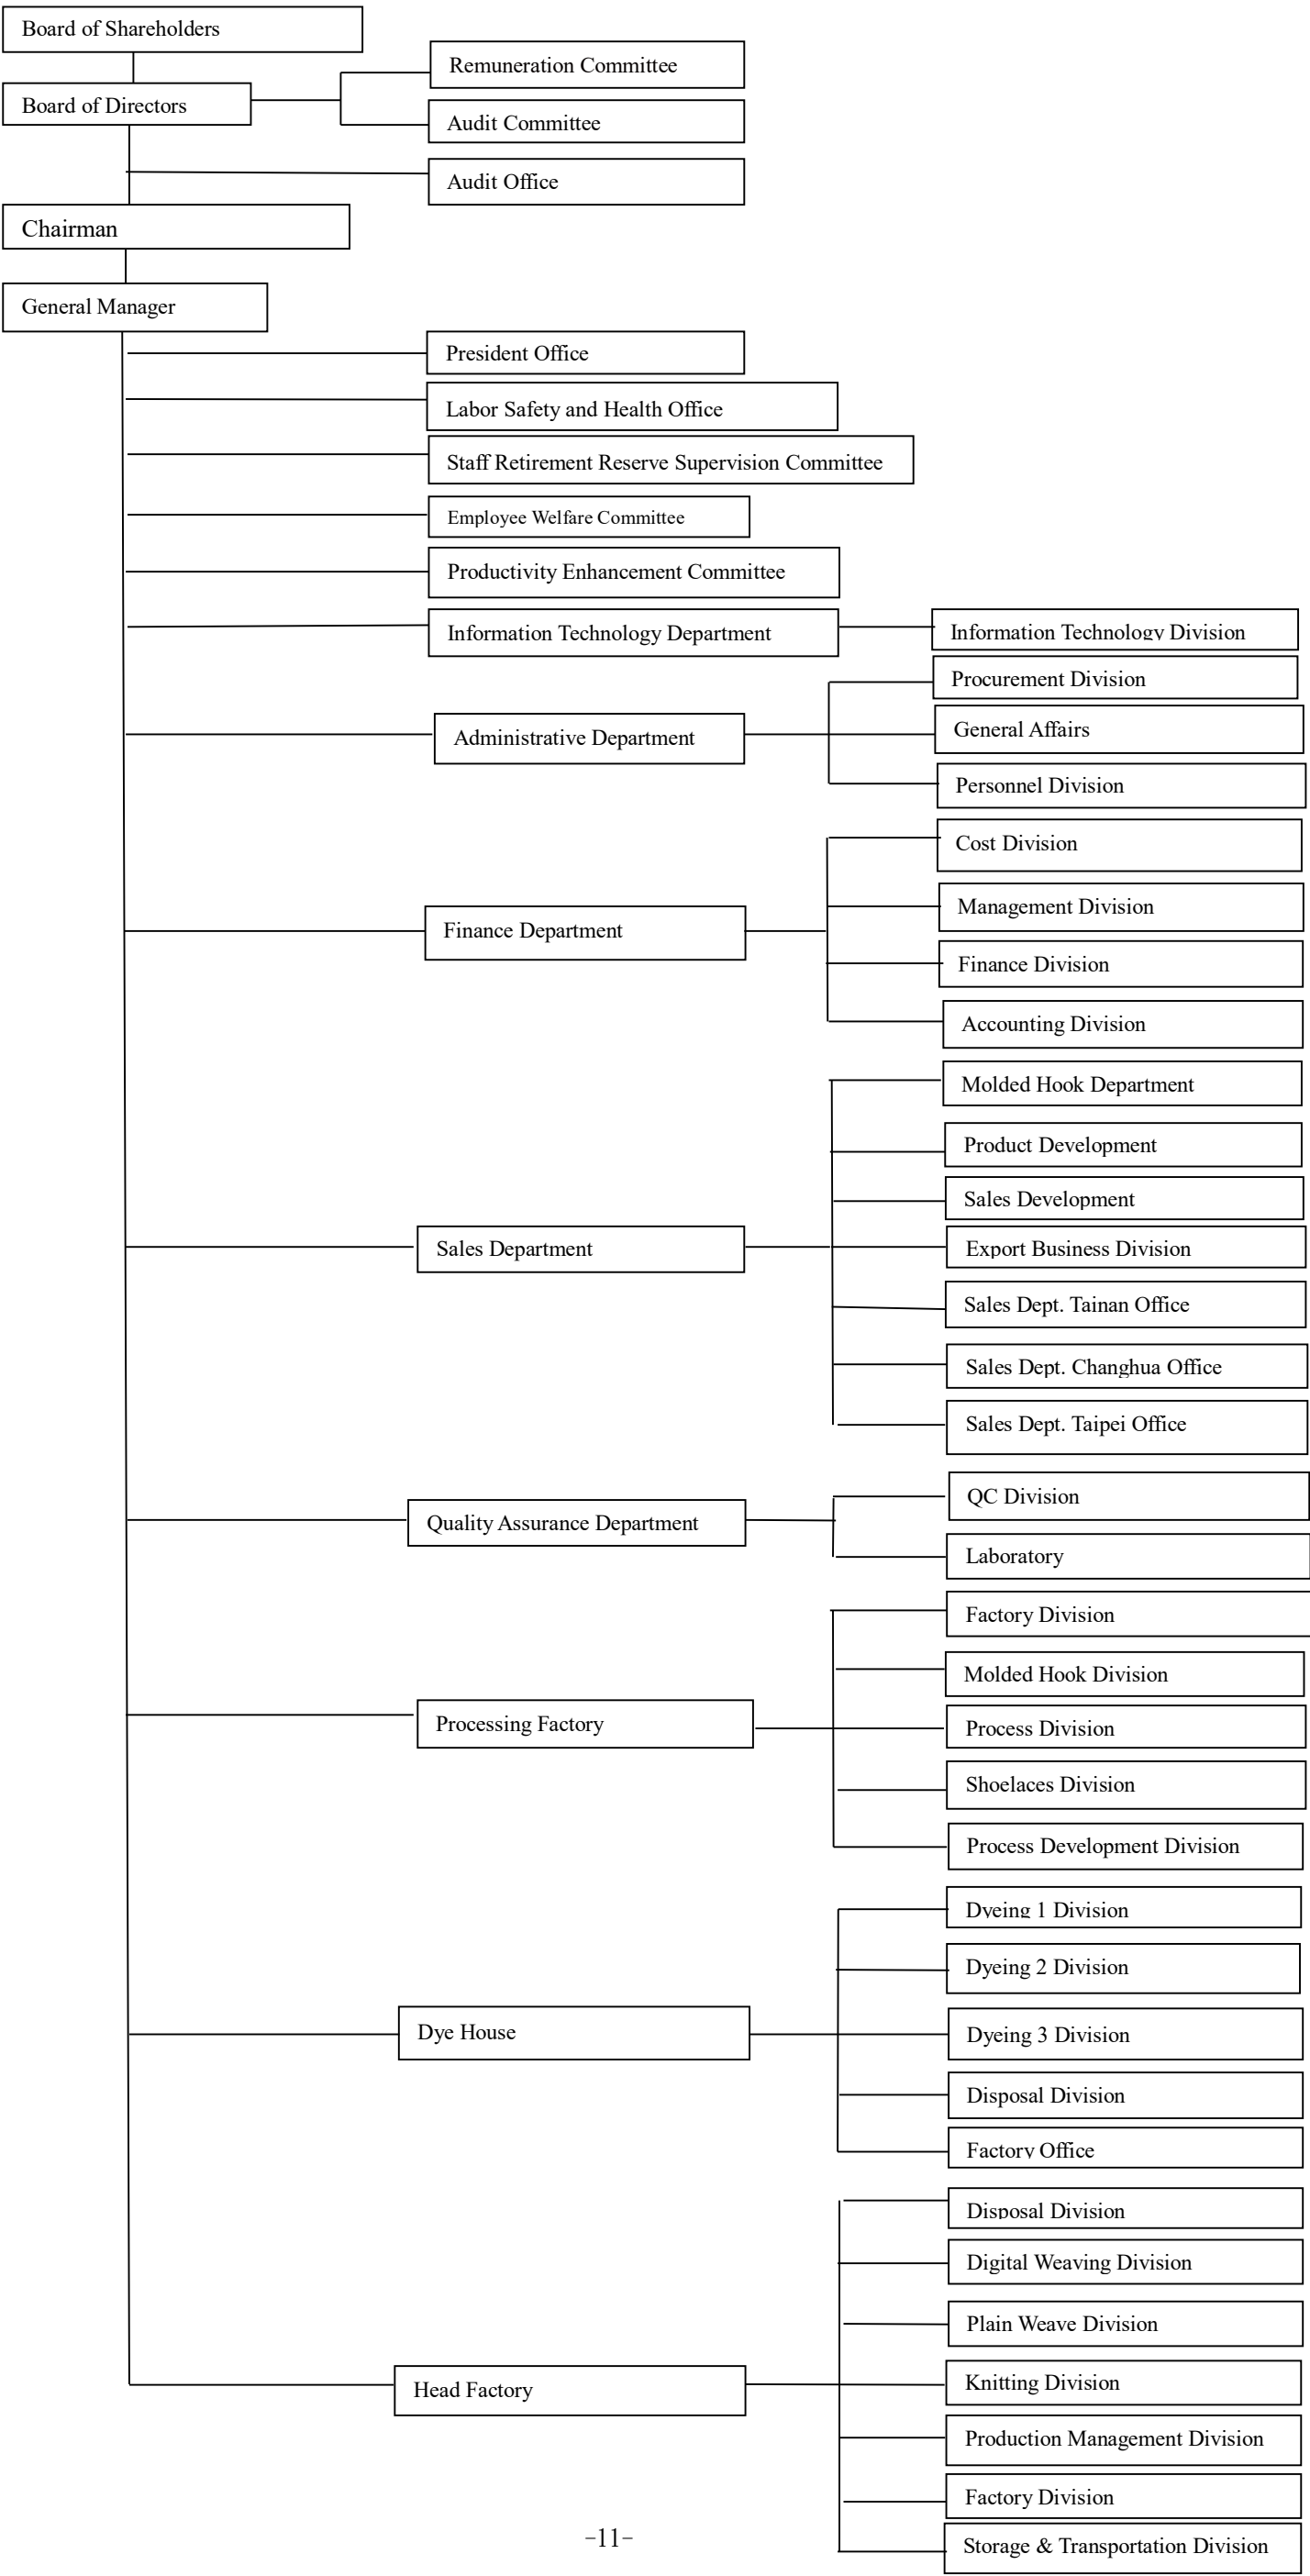 Board of Shareholders
Remuneration Committee
Board of Directors
Audit Committee
Audit Office
Chairman
General Manager
President Office
Labor Safety and Health Office
Staff Retirement Reserve Supervision Committee
Employee Welfare Committee
Productivity Enhancement Committee
Information Technology Department
Information Technology Division
Procurement Division
General Affairs
Administrative Department
Personnel Division
Cost Division
Management Division
Finance Department
Finance Division
Accounting Division
Molded Hook Department
Product Development
Sales Development
Sales Department
Export Business Division
Sales Dept. Tainan Office
Sales Dept. Changhua Office
Sales Dept. Taipei Office
QC Division
Quality Assurance Department
Laboratory
Factory Division
Molded Hook Division
Processing Factory
Process Division
Shoelaces Division
Process Development Division
Dyeing 1 Division
Dyeing 2 Division
Dye House
Dyeing 3 Division
Disposal Division
Factory Office
Disposal Division
Digital Weaving Division
Plain Weave Division
Knitting Division
Head Factory
Production Management Division
Factory Division
Storage & Transportation Division
-11-